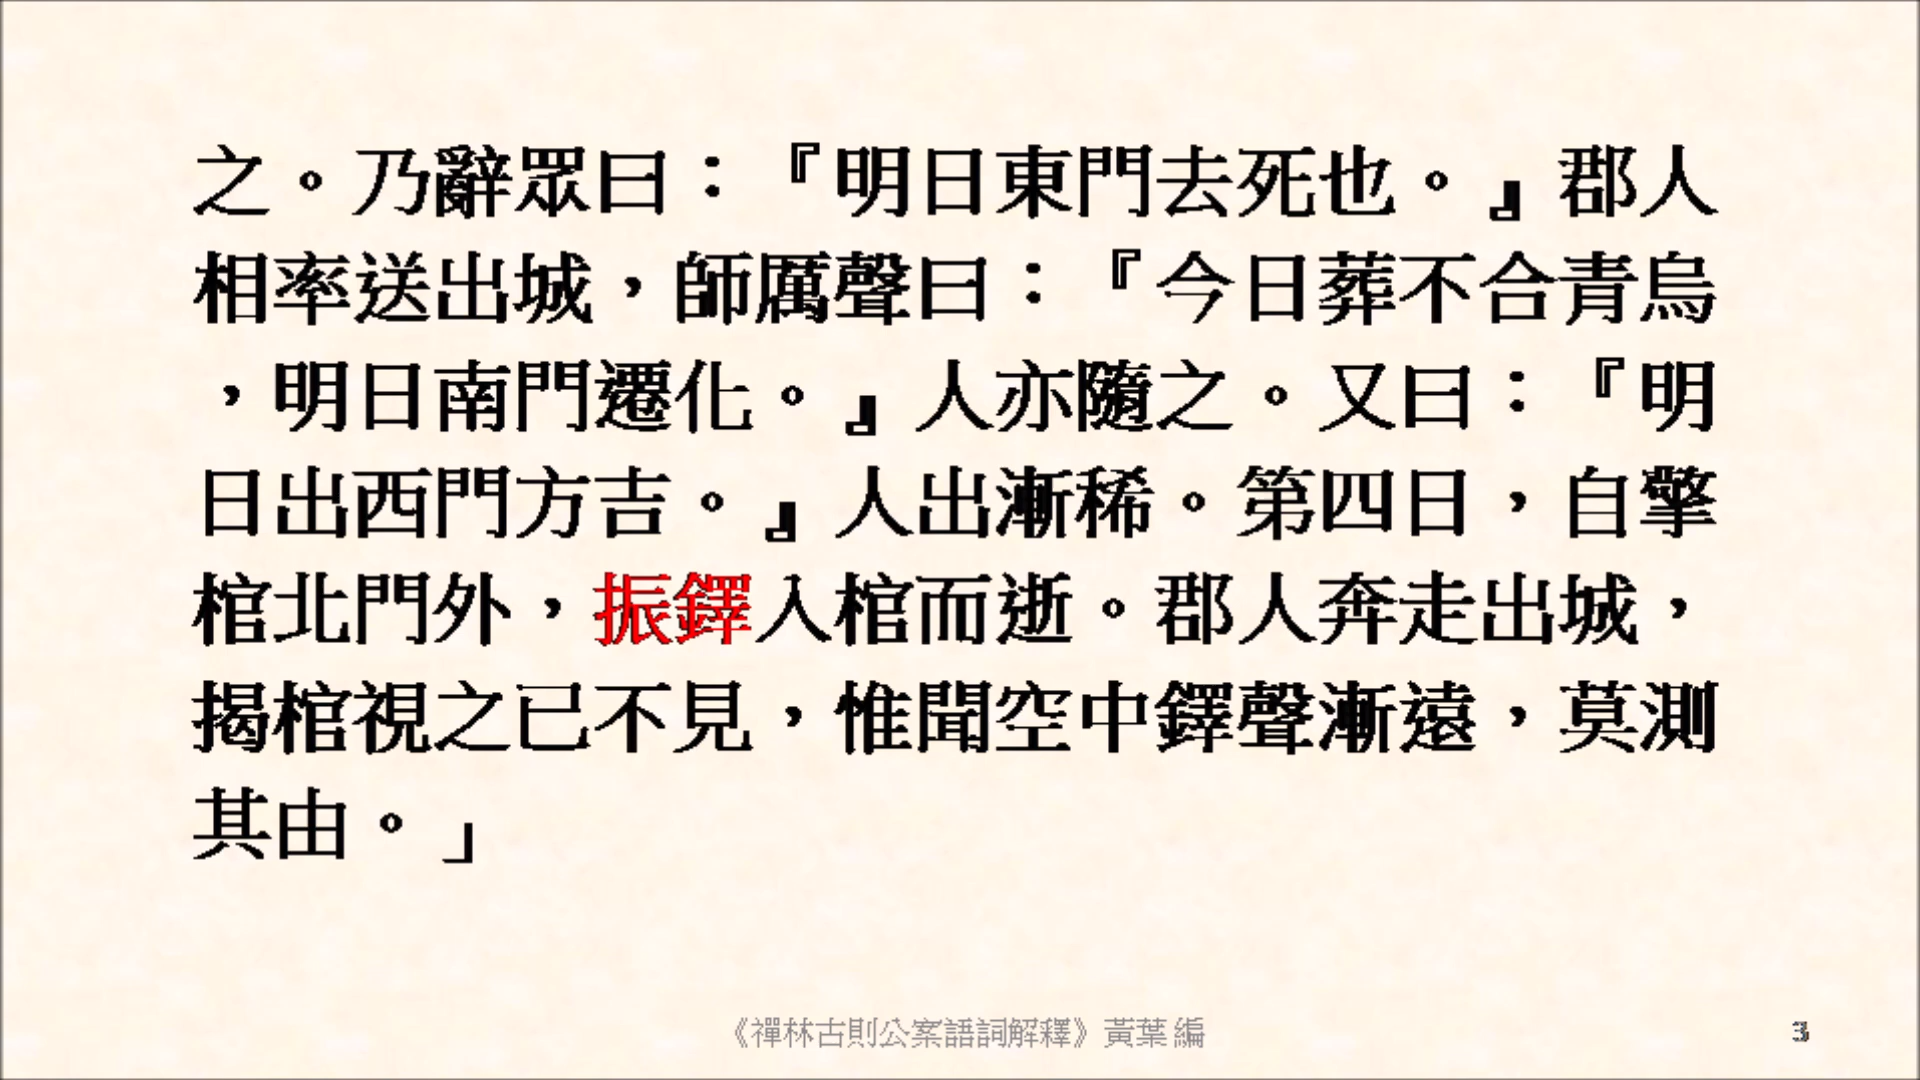 之。乃辭眾曰：『明日東門去死也。』郡人
相率送出城，師厲聲曰：『今日葬不合青烏
，明日南門遷化。』人亦隨之。又曰：『明
日出西門方吉。』人出漸稀。第四日，自擎
棺北門外，振鐸入棺而逝。郡人奔走出城，
揭棺視之已不見，惟聞空中鐸聲漸遠，莫測
其由。」
《禪林古則公案語詞解釋》黃葉 編
3